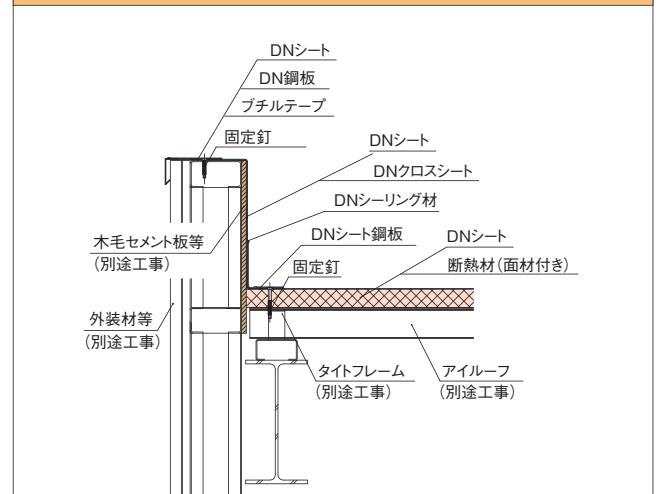 DNシート
DN鋼板
ブチルテープ
固定釘
DNシート
DNクロスシート
DNシーリング材
木毛セメント板等
(別途工事)
DNシート鋼板
DNシート
固定釘
断熱材(面材付き)
外装材等
(別途工事)
タイトフレーム
(別途工事)
アイルーフ
(別途工事)